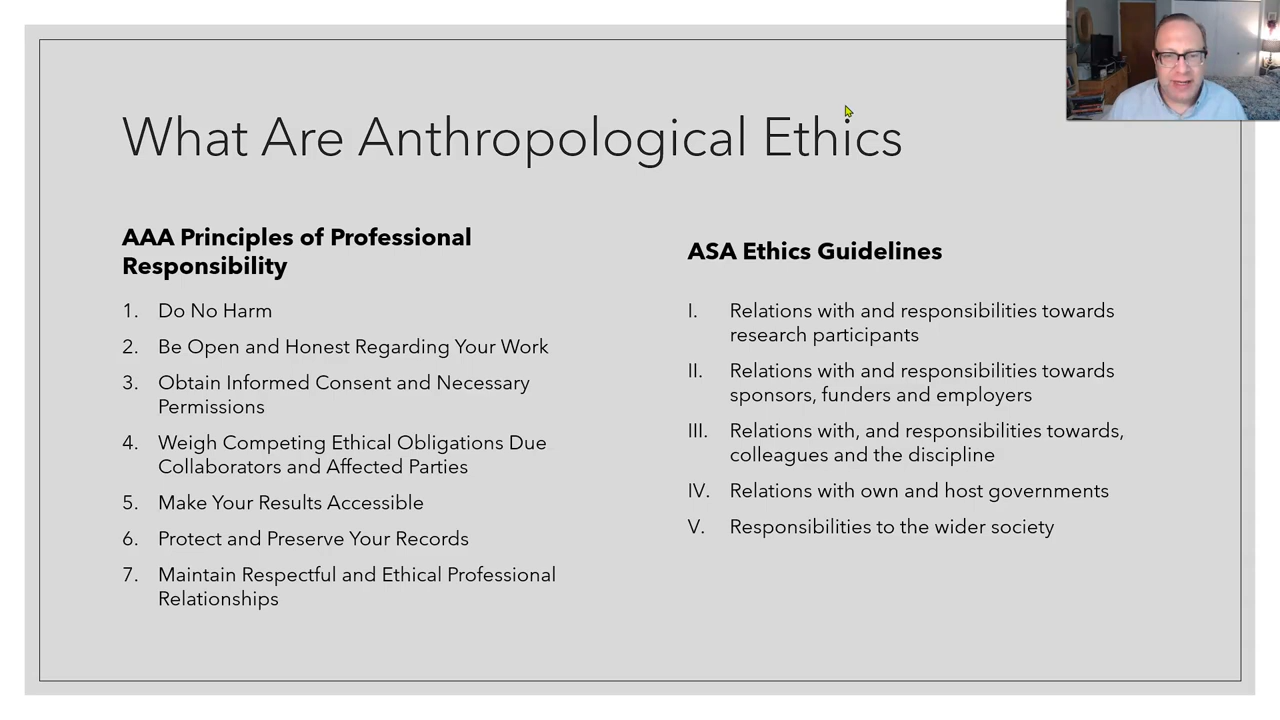 What Are Anthropological Ethics
AAA Principles of Professional
Responsibility
1. Do No Harm
2. Be Open and Honest Regarding Your Work
3. Obtain Informed Consent and Necessary
Permissions
4. Weigh Competing Ethical Obligations Due
Collaborators and Affected Parties
5. Make Your Results Accessible
6. Protect and Preserve Your Records
7. Maintain Respectful and Ethical Professional
Relationships
ASA Ethics Guidelines
I. Relations with and responsibilities towards
research participants
II. Relations with and responsibilities towards
sponsors, funders and employers
III. Relations with, and responsibilities towards,
colleagues and the discipline
IV. Relations with own and host governments
V. Responsibilities to the wider society